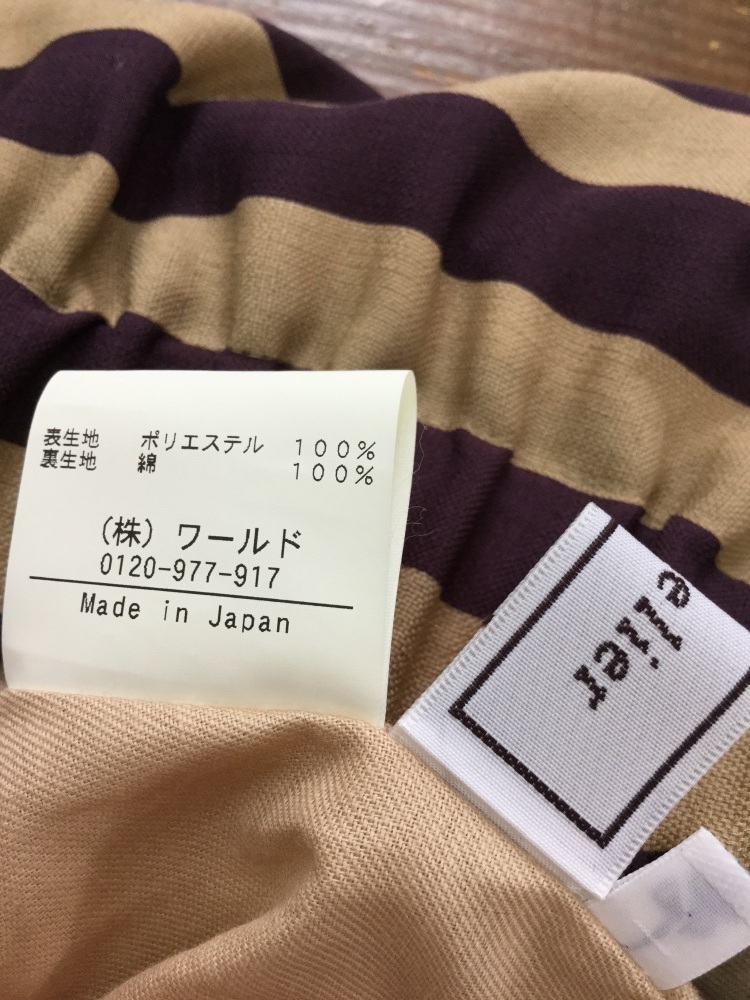 表生地 ポリエステル 100%
裏生地 綿 100%
(株) ワールド
0120-977-917
Made in Japan
ellier